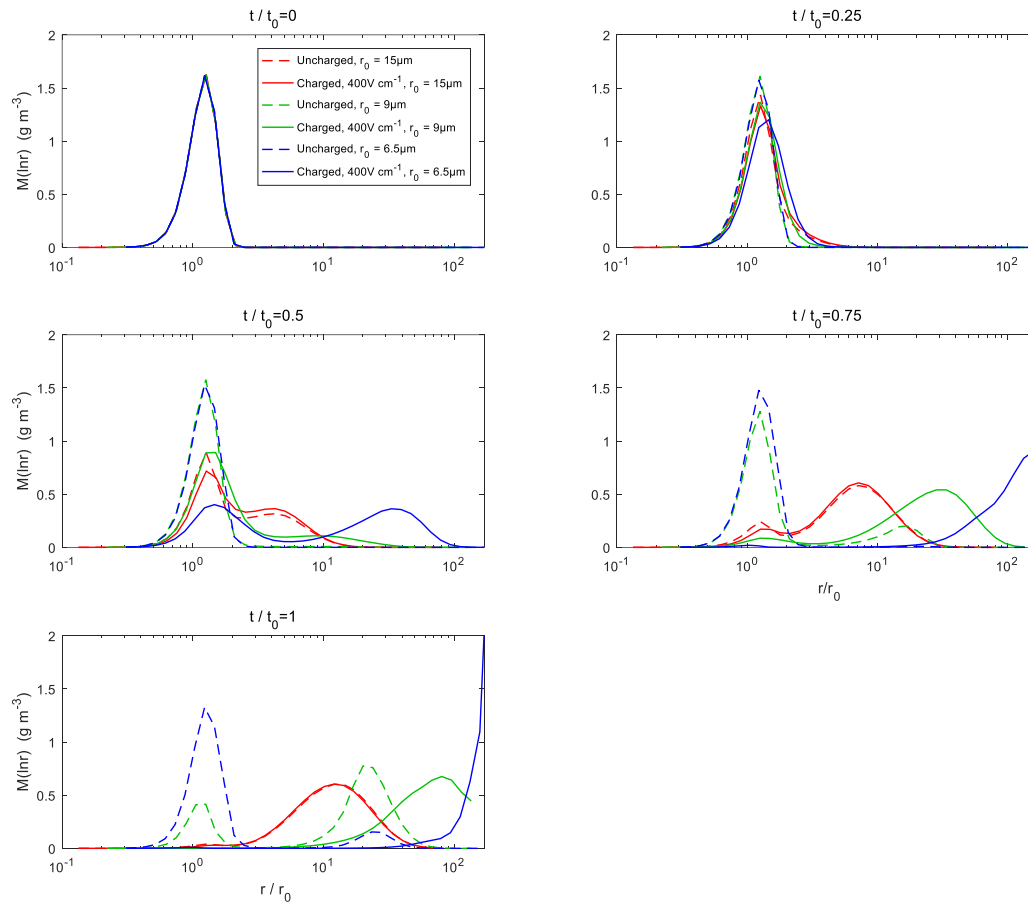 t / t0=0
2
1.5
1
0.5
0
M(lnr) (g m-3)
10-1
100
101
102
Uncharged, r0 = 15μm
Charged, 400V cm-1, r0 = 15μm
Uncharged, r0 = 9μm
Charged, 400V cm-1, r0 = 9μm
Uncharged, r0 = 6.5μm
Charged, 400V cm-1, r0 = 6.5μm
t / t0=0.25
2
1.5
1
0.5
0
M(lnr) (g m-3)
10-1
100
101
102
t / t0=0.5
2
1.5
1
0.5
0
M(lnr) (g m-3)
10-1
100
101
102
t / t0=0.75
2
1.5
1
0.5
0
M(lnr) (g m-3)
10-1
100
101
102
r/r0
t / t0=1
2
1.5
1
0.5
0
M(lnr) (g m-3)
10-1
100
101
102
r / r0